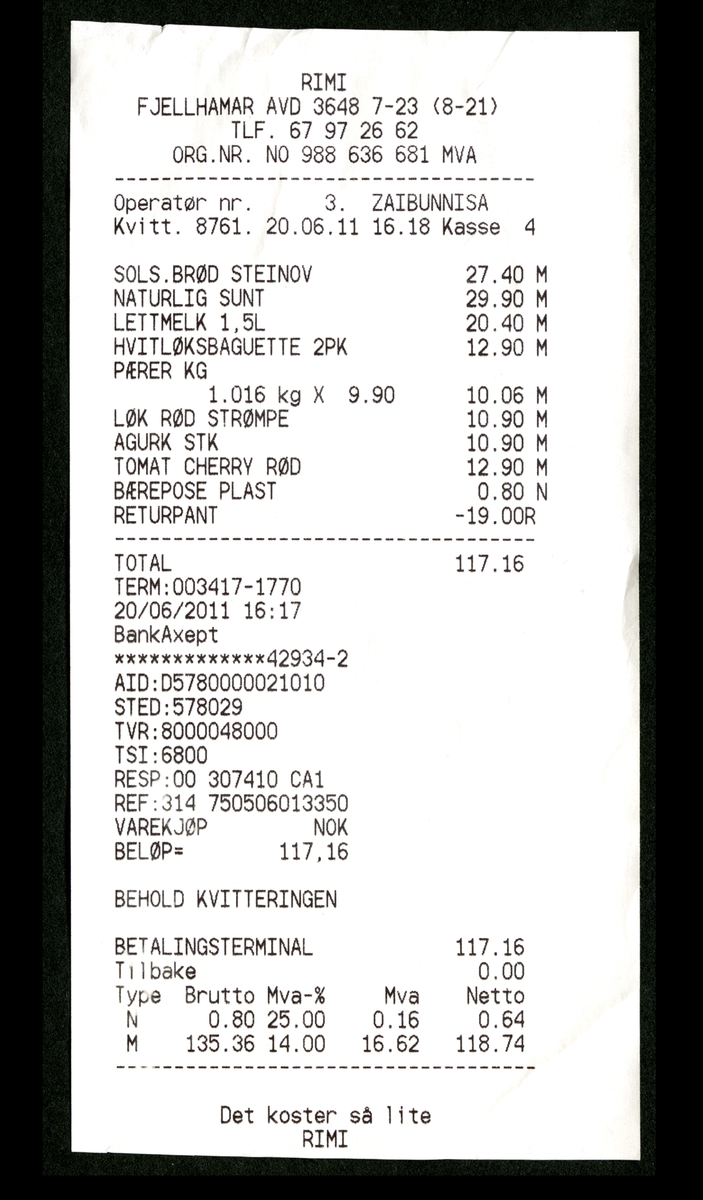 RIMI
FJELLHAMAR AVD 3648 7-23 (8-21)
TLF. 67 97 26 62
ORG.NR. NO 988 636 681 MVA
------------------------------------
Operatør nr. 3. ZAIBUNNISA
Kvitt. 8761. 20.06.11 16.18 Kasse 4
SOLS.BRØD STEINOV 27.40 M
NATURLIG SUNT 29.90 M
LETTMELK 1,5L 20.40 M
HVITLØKSBAGUETTE 2PK 12.90 M
PÆRER KG
1.016 kg X 9.90 10.06 M
LØK RØD STRØMPE 10.90 M
AGURK STK 10.90 M
TOMAT CHERRY RØD 12.90 M
BÆREPOSE PLAST 0.80 N
RETURPANT -19.00R
------------------------------------
TOTAL 117.16
TERM:003417-1770
20/06/2011 16:17
BankAxept
*************42934-2
AID:D5780000021010
STED:578029
TVR:8000048000
TSI:6800
RESP:00 307410 CA1
REF:314 750506013350
VAREKJØP NOK
BELØP= 117,16
BEHOLD KVITTERINGEN
BETALINGSTERMINAL 117.16
Tilbake 0.00
Type Brutto Mva-% Mva Netto
N 0.80 25.00 0.16 0.64
M 135.36 14.00 16.62 118.74
------------------------------------
Det koster så lite
RIMI